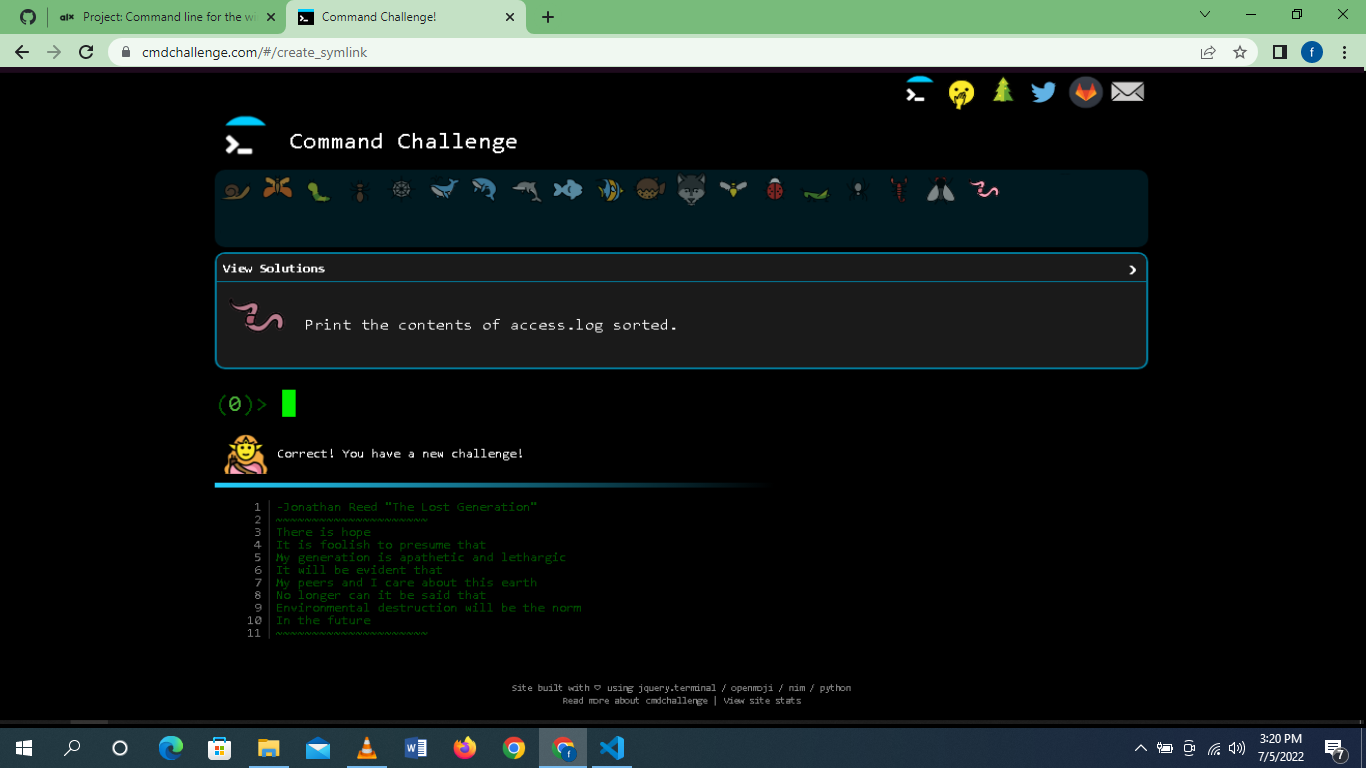 alx Project: Command line for the wi
Command Challenge!
cmdchallenge.com/#/create_symlink
f
Command Challenge
View Solutions
Print the contents of access.log sorted.
(0)>
Correct! You have a new challenge!
1 -Jonathan Reed "The Lost Generation"
2 ~~~~~~~~~~~~~~~~~~~~~
3 There is hope
4 It is foolish to presume that
5 My generation is apathetic and lethargic
6 It will be evident that
7 My peers and I care about this earth
8 No longer can it be said that
9 Environmental destruction will be the norm
10 In the future
11 ~~~~~~~~~~~~~~~~~~~~~
Site built with ♡ using jquery.terminal / openmoji / nim / python
Read more about cmdchallenge | View site stats
3:20 PM
7/5/2022
7